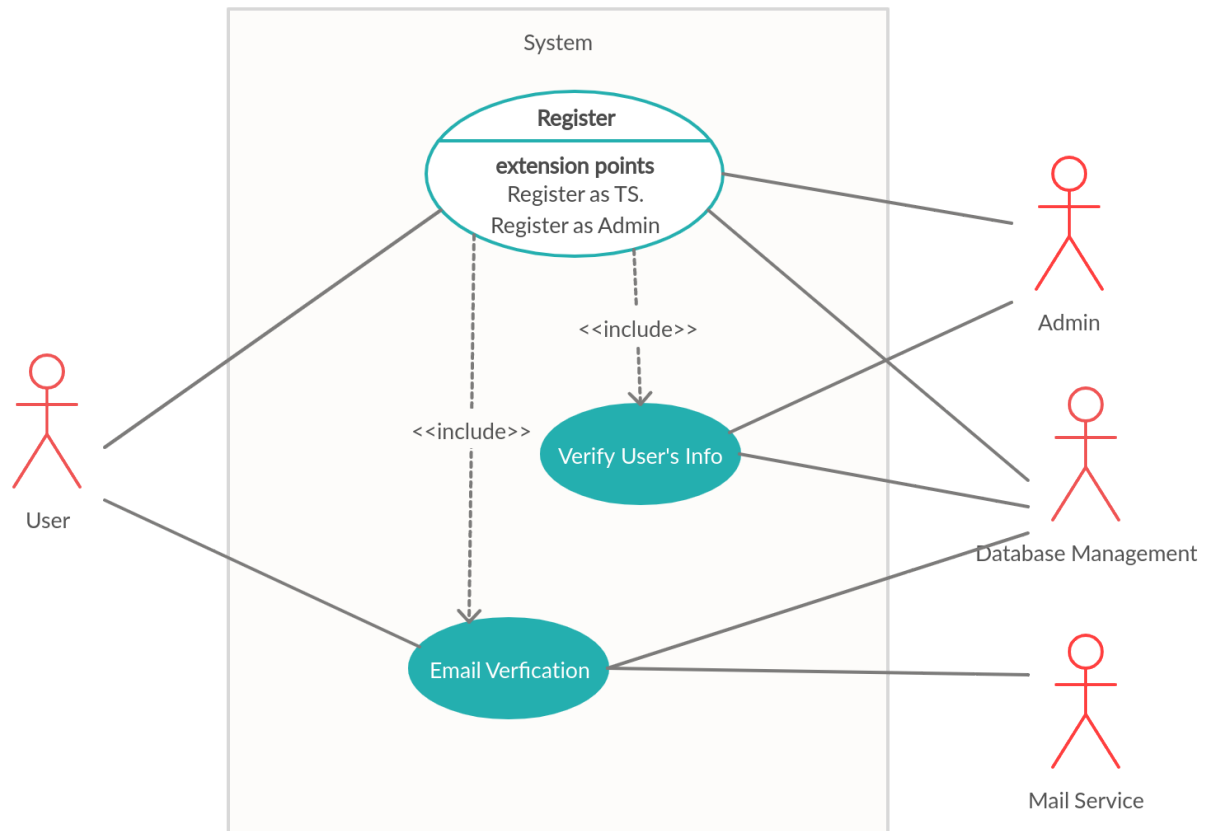 System
Register
extension points
Register as TS.
Register as Admin
<<include>>
Admin
<<include>>
Verify User's Info
User
Database Management
Email Verfication
Mail Service